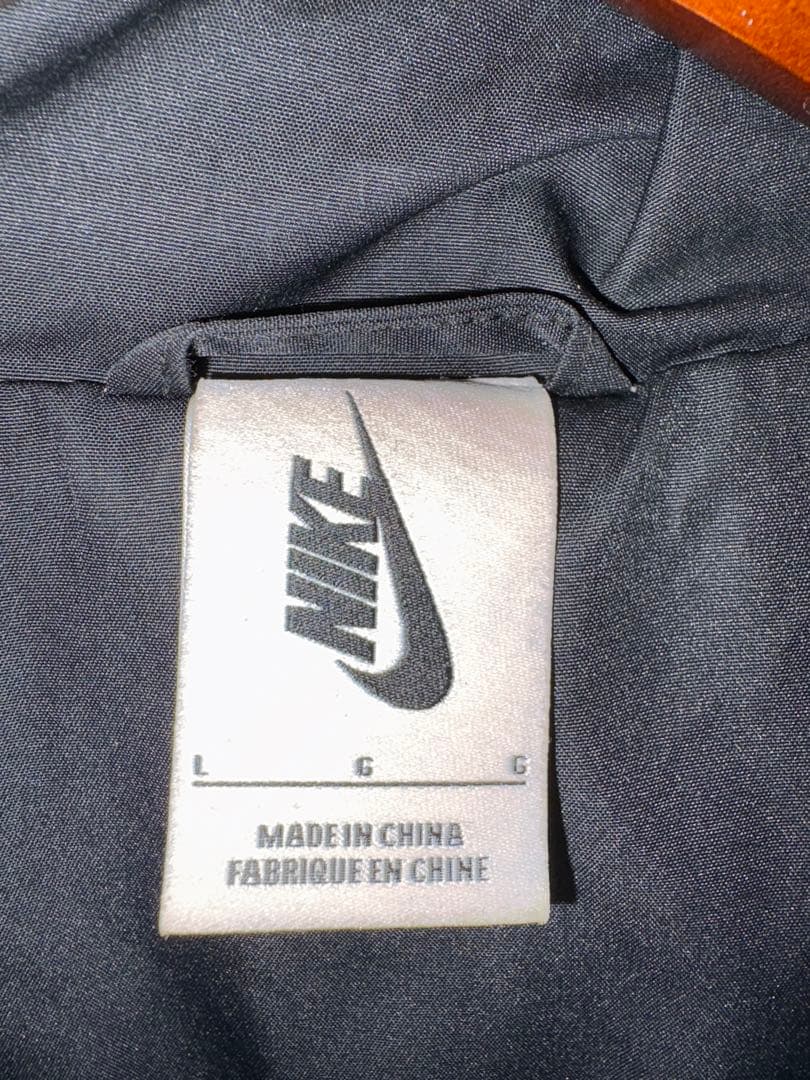 NIKE
L G G
MADE IN CHINA
FABRIQUE EN CHINE